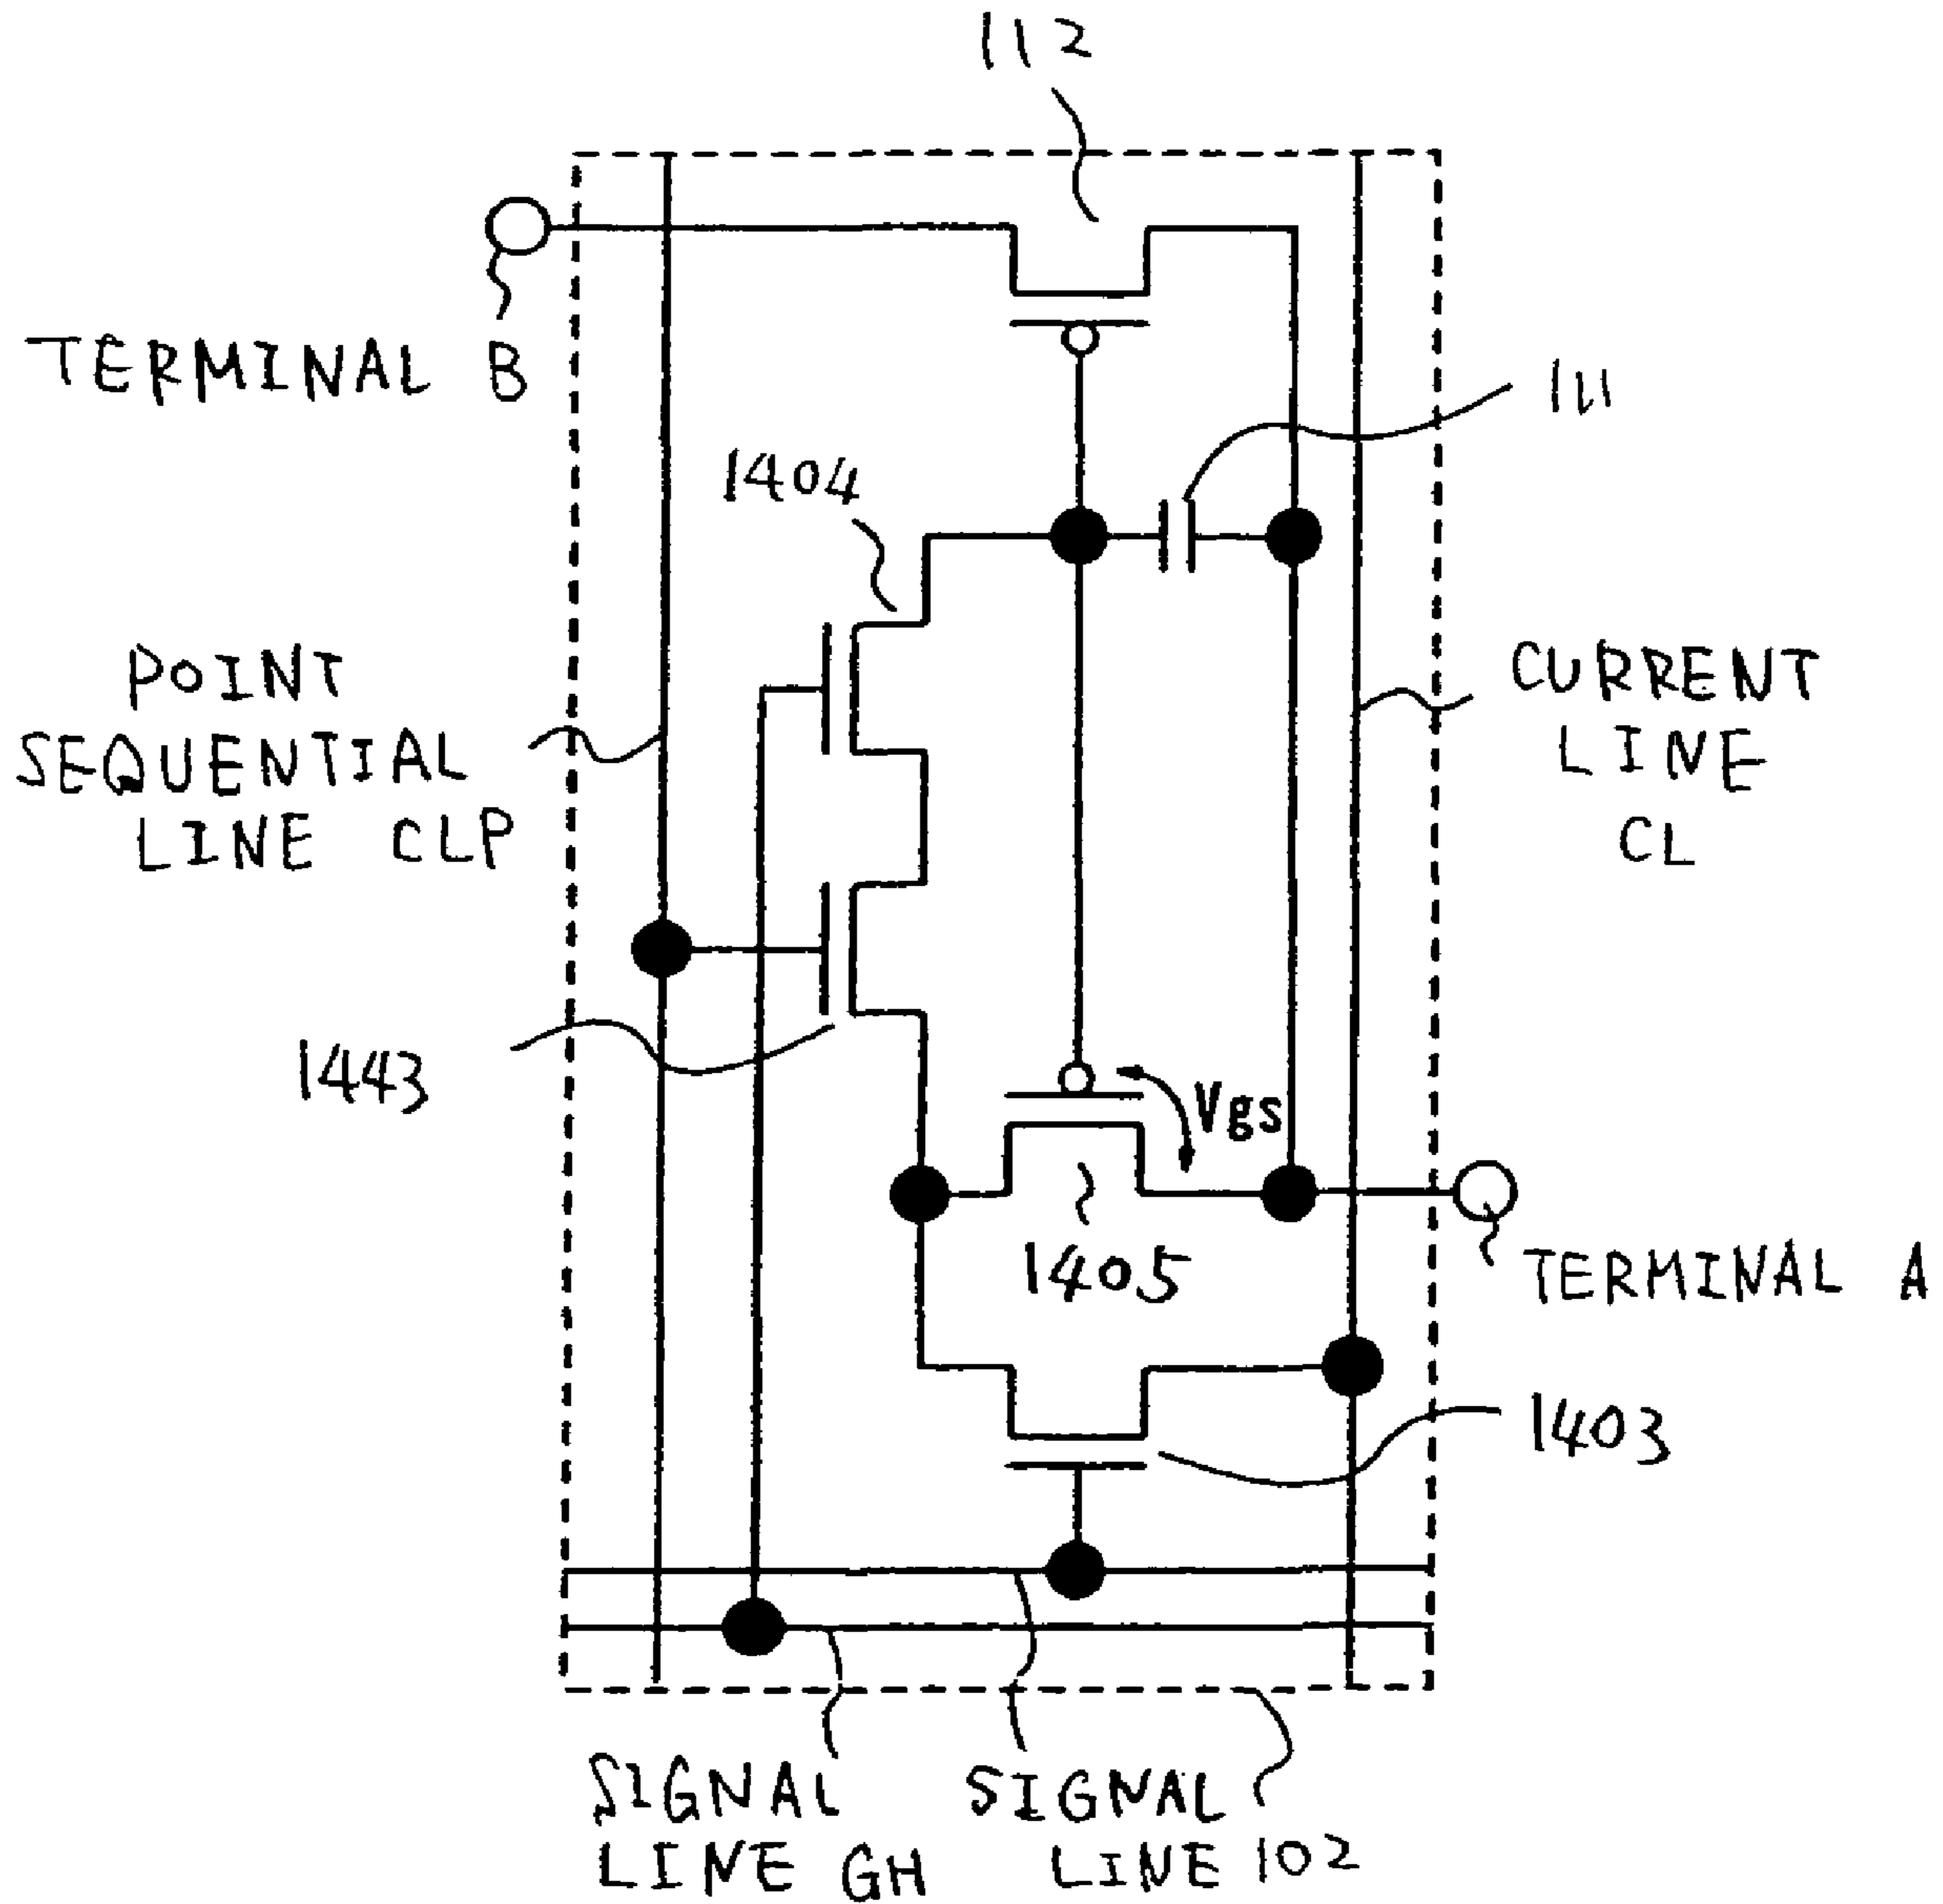 112
TERMINAL B
111
1404
POINT
SEQUENTIAL
LINE CLP
CURRENT
LINE
CL
1443
Vgs
1405
TERMINAL A
1403
SIGNAL
LINE GH
SIGNAL
LINE
102